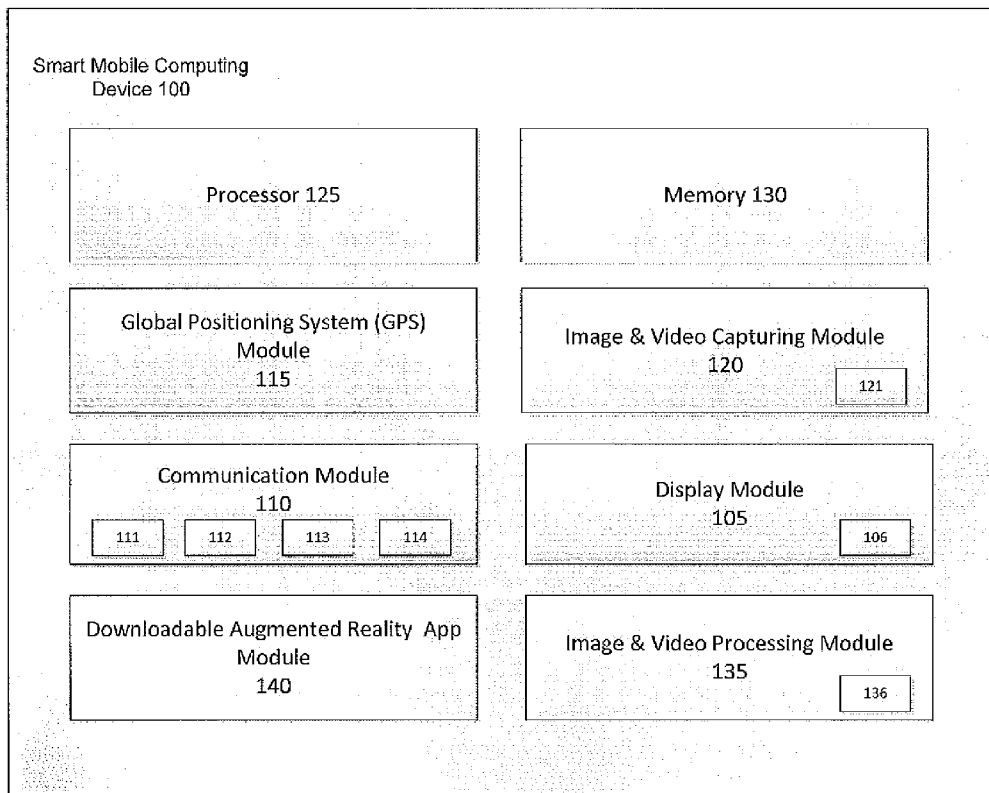 Smart Mobile Computing
Device 100
Processor 125
Memory 130
Global Positioning System (GPS)
Module
115
Image & Video Capturing Module
120
121
Communication Module
110
111
112
113
114
Display Module
105
106
Downloadable Augmented Reality App
Module
140
Image & Video Processing Module
135
136